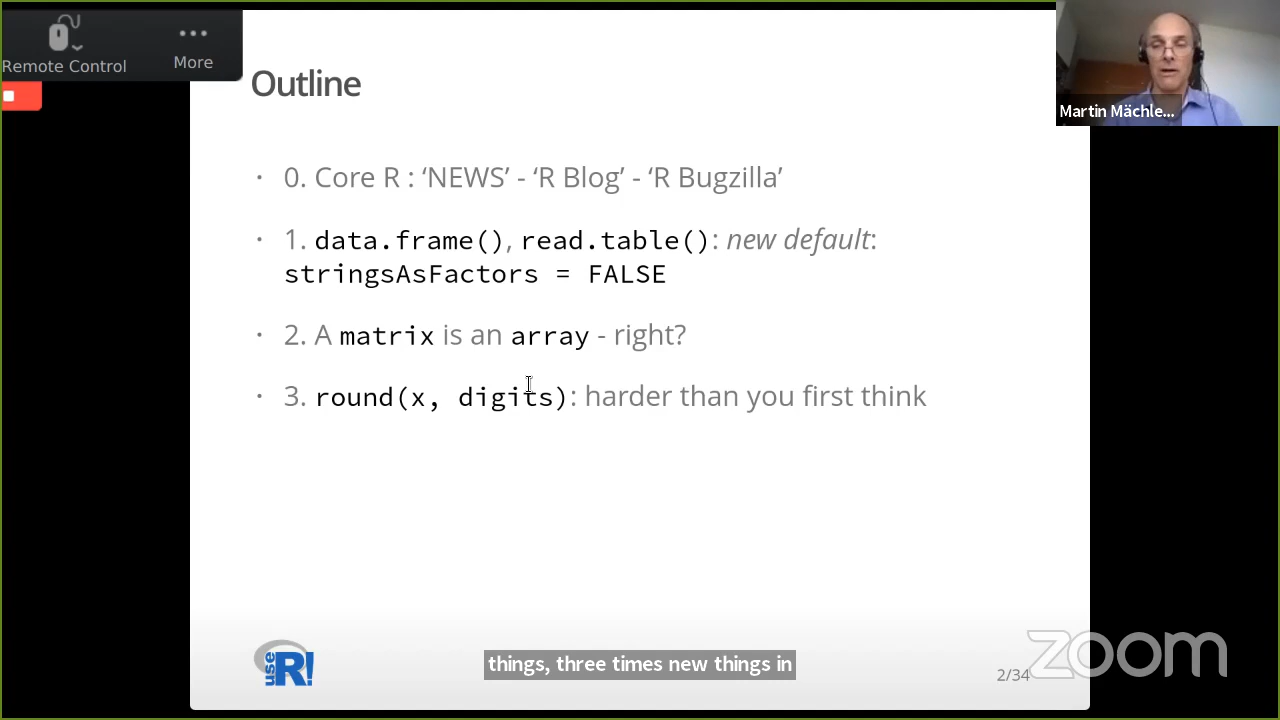 Remote Control
More
Outline
Martin Mächle...
· 0. Core R : ‘NEWS’ - ‘R Blog’ - ‘R Bugzilla’
· 1. data.frame(), read.table(): new default:
stringsAsFactors = FALSE
· 2. A matrix is an array - right?
· 3. round(x, digits): harder than you first think
useR!
things, three times new things in
2/34
zoom